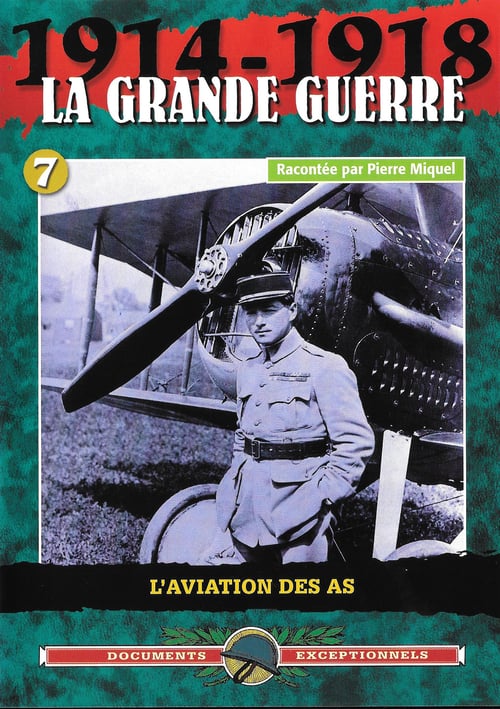 1914-1918
LA GRANDE GUERRE
7
Racontée par Pierre Miquel
L'AVIATION DES AS
DOCUMENTS EXCEPTIONNELS